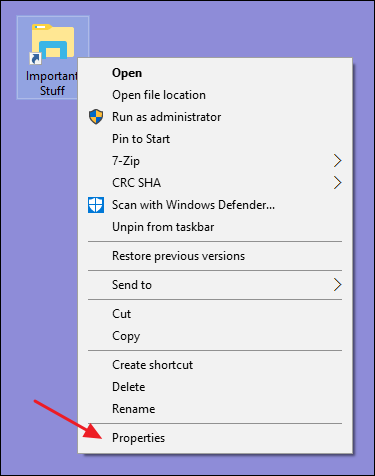 Important
Stuff
Open
Open file location
Run as administrator
Pin to Start
7-Zip
CRC SHA
Scan with Windows Defender...
Unpin from taskbar
Restore previous versions
Send to
Cut
Copy
Create shortcut
Delete
Rename
Properties